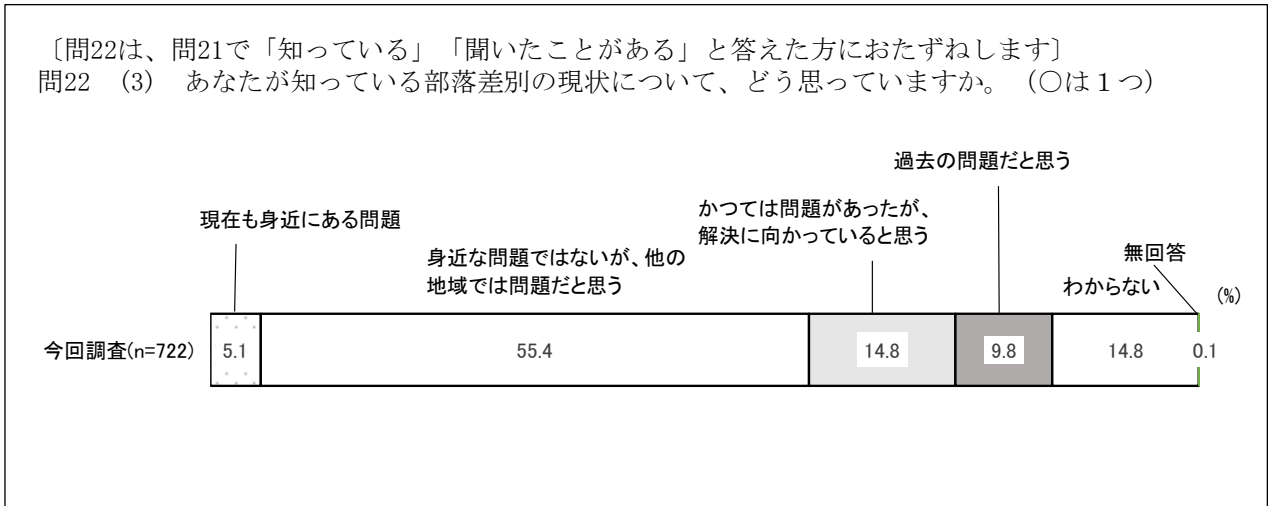 〔問22は、問21で「知っている」「聞いたことがある」と答えた方におたずねします〕
問22　(3)　あなたが知っている部落差別の現状について、どう思っていますか。（〇は１つ）
過去の問題だと思う
現在も身近にある問題
かつては問題があったが、
解決に向かっていると思う
身近な問題ではないが、他の
地域では問題だと思う
無回答
わからない
(%)
今回調査(n=722)
5.1
55.4
14.8
9.8
14.8
0.1